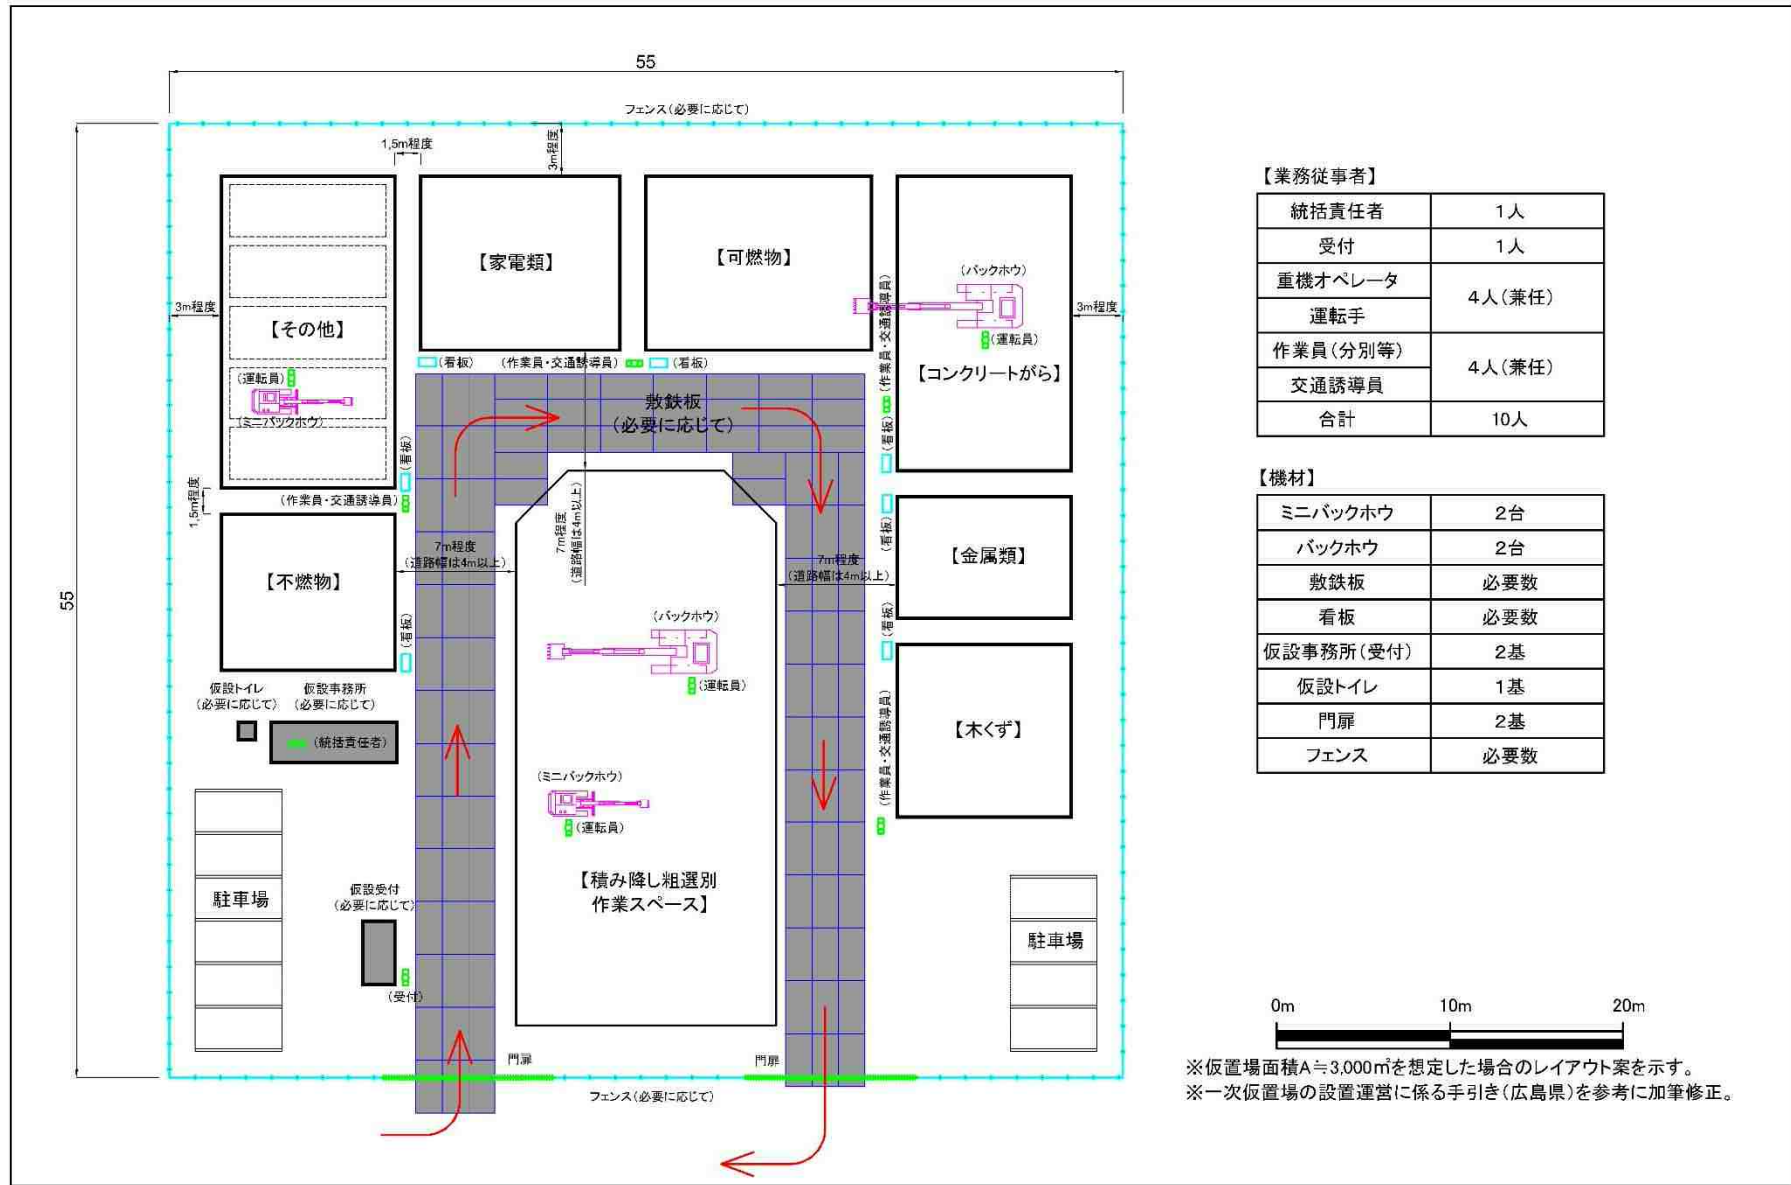 55
フェンス(必要に応じて)
1,5m程度
3m程度
【家電類】
【可燃物】
(バックホウ)
(運転員)
【コンクリートがら】
3m程度
3m程度
【その他】
(運転員)
(ミニバックホウ)
(看板)
(作業員・交通誘導員)
(看板)
(作業員・交通誘導員)
(看板)
敷鉄板
(必要に応じて)
(看板)
(作業員・交通誘導員)
1,5m程度
55
7m程度
(道路幅は4m以上)
7m程度
(道路幅は4m以上)
7m程度
(道路幅は4m以上)
(看板)
【金属類】
【不燃物】
(看板)
(看板)
(バックホウ)
(運転員)
仮設トイレ
(必要に応じて)
仮設事務所
(必要に応じて)
(統括責任者)
【木くず】
(作業員・交通誘導員)
(ミニバックホウ)
(運転員)
【積み降し粗選別
作業スペース】
駐車場
仮設受付
(必要に応じて)
(受付)
駐車場
門扉
門扉
フェンス(必要に応じて)
【業務従事者】
統括責任者 1人
受付 1人
重機オペレータ
運転手
4人(兼任)
作業員(分別等)
交通誘導員
4人(兼任)
合計 10人
【機材】
ミニバックホウ 2台
バックホウ 2台
敷鉄板 必要数
看板 必要数
仮設事務所(受付) 2基
仮設トイレ 1基
門扉 2基
フェンス 必要数
0m 10m 20m
※仮置場面積A≒3,000㎡を想定した場合のレイアウト案を示す。
※一次仮置場の設置運営に係る手引き(広島県)を参考に加筆修正。